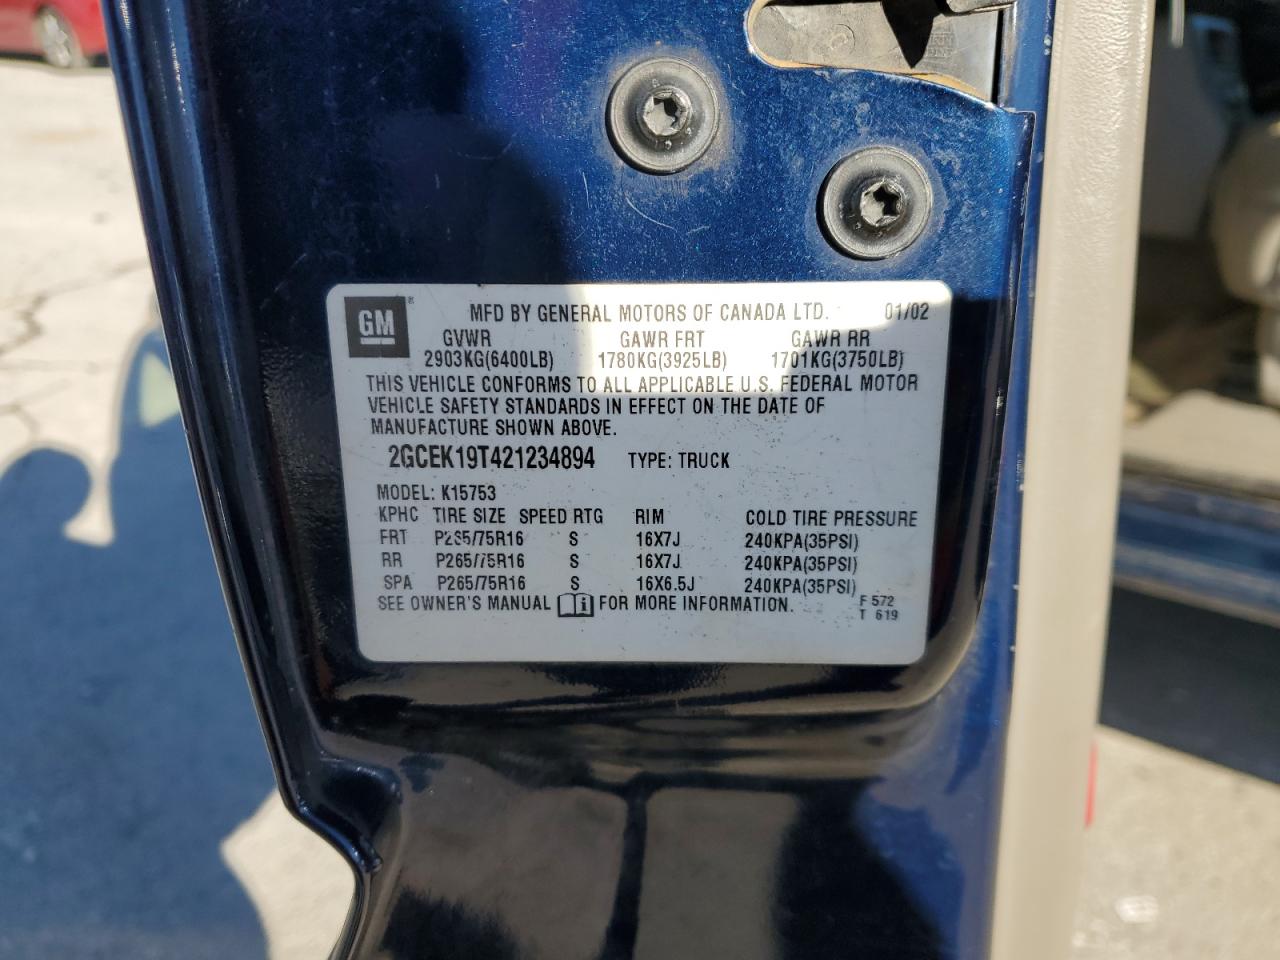 GM® MFD BY GENERAL MOTORS OF CANADA LTD. 01/02
GVWR GAWR FRT GAWR RR
2903KG(6400LB) 1780KG(3925LB) 1701KG(3750LB)
THIS VEHICLE CONFORMS TO ALL APPLICABLE U.S. FEDERAL MOTOR
VEHICLE SAFETY STANDARDS IN EFFECT ON THE DATE OF
MANUFACTURE SHOWN ABOVE.
2GCEK19T421234894 TYPE: TRUCK
MODEL: K15753
KPHC TIRE SIZE SPEED RTG RIM COLD TIRE PRESSURE
FRT P265/75R16 S 16X7J 240KPA(35PSI)
RR P265/75R16 S 16X7J 240KPA(35PSI)
SPA P265/75R16 S 16X6.5J 240KPA(35PSI)
SEE OWNER'S MANUAL FOR MORE INFORMATION. F 572
T 619